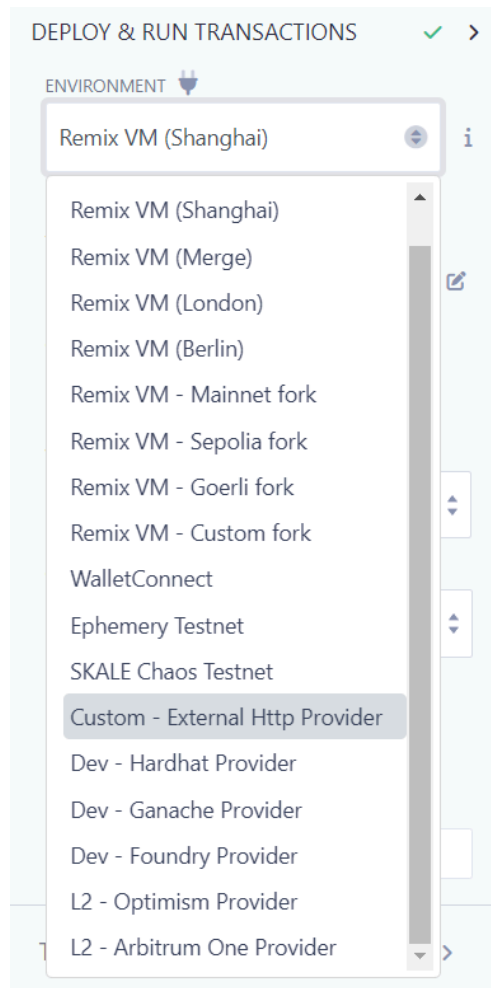 DEPLOY & RUN TRANSACTIONS
ENVIRONMENT
Remix VM (Shanghai)
i
Remix VM (Shanghai)
Remix VM (Merge)
Remix VM (London)
Remix VM (Berlin)
Remix VM - Mainnet fork
Remix VM - Sepolia fork
Remix VM - Goerli fork
Remix VM - Custom fork
WalletConnect
Ephemery Testnet
SKALE Chaos Testnet
Custom - External Http Provider
Dev - Hardhat Provider
Dev - Ganache Provider
Dev - Foundry Provider
L2 - Optimism Provider
L2 - Arbitrum One Provider